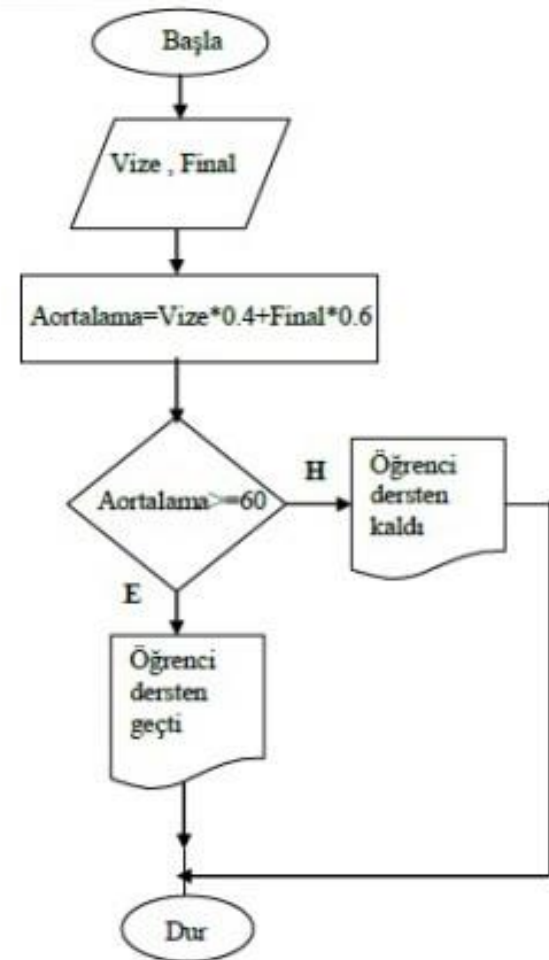 Başla
Vize , Final
Aortalama=Vize*0.4+Final*0.6
Aortalama>=60
H
Öğrenci
dersten
kaldı
E
Öğrenci
dersten
geçti
Dur